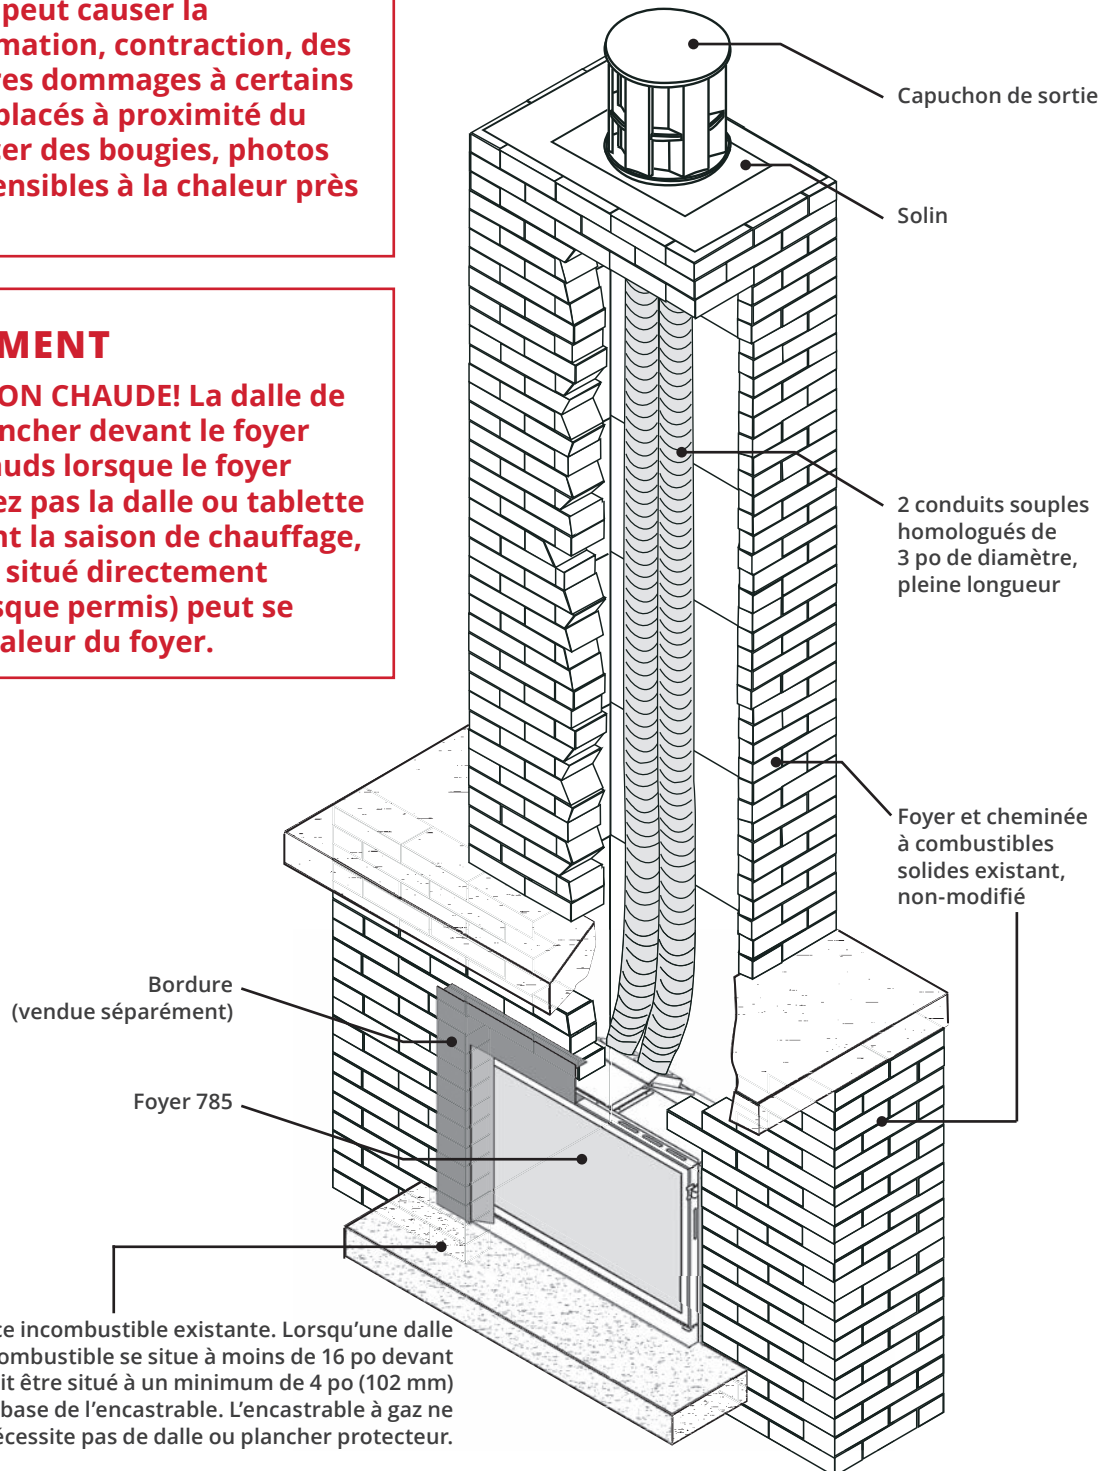 peut causer la
mation, contraction, des
res dommages à certains
placés à proximité du
cer des bougies, photos
ensibles à la chaleur près
MENT
ON CHAUDE! La dalle de
ncher devant le foyer
auds lorsque le foyer
ez pas la dalle ou tablette
nt la saison de chauffage,
situé directement
sque permis) peut se
aleur du foyer.
Capuchon de sortie
Solin
2 conduits souples
homologués de
3 po de diamètre,
pleine longueur
Foyer et cheminée
à combustibles
solides existant,
non-modifié
Bordure
(vendue séparément)
Foyer 785
ce incombustible existante. Lorsqu’une dalle
combustible se situe à moins de 16 po devant
it être situé à un minimum de 4 po (102 mm)
base de l’encastrable. L’encastrable à gaz ne
écessite pas de dalle ou plancher protecteur.